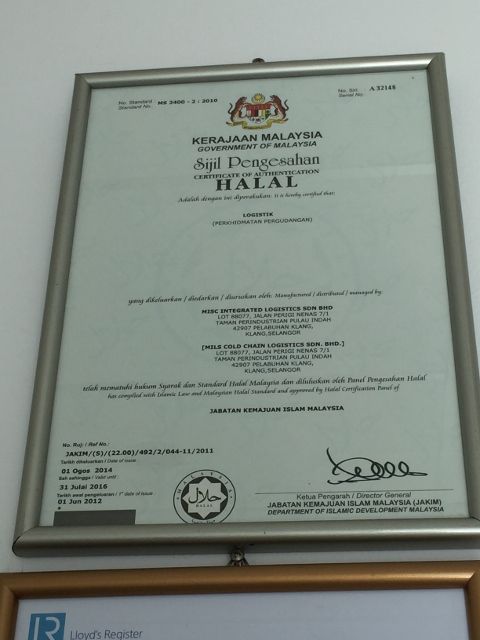 No. Standard MS 2400 - 2 : 2010
Standard No.
No. Siri. A 32148
Serial No.
KERAJAAN MALAYSIA
GOVERNMENT OF MALAYSIA
Sijil Pengesahan
CERTIFICATE OF AUTHENTICATION
HALAL
Adalah dengan ini diperakukan: It is hereby certified that:
LOGISTIK
(PERKHIDMATAN PERGUDANGAN)
yang dikeluarkan / diedarkan / diuruskan oleh: Manufactured / distributed / managed by:
MISC INTEGRATED LOGISTICS SDN BHD
LOT 88077, JALAN PERIGI NENAS 7/1
TAMAN PERINDUSTRIAN PULAU INDAH
42907 PELABUHAN KLANG,
KLANG,SELANGOR
[MILS COLD CHAIN LOGISTICS SDN. BHD.]
LOT 88077, JALAN PERIGI NENAS 7/1
TAMAN PERINDUSTRIAN PULAU INDAH
42907 PELABUHAN KLANG,
KLANG,SELANGOR
telah mematuhi hukum Syarak dan Standard Halal Malaysia dan diluluskan oleh Panel Pengesahan Halal
has complied with Islamic Law and Malaysian Halal Standard and approved by Halal Certification Panel of
JABATAN KEMAJUAN ISLAM MALAYSIA
No. Ruj: / Ref No.:
JAKIM/(S)/(22.00)/492/2/044-11/2011
Tarikh dikeluarkan / Date of issue
01 Ogos 2014
Sah sehingga / Valid until
31 Julai 2016
Tarikh awal pengeluaran / 1st date of issue
01 Jun 2012
MALAYSIA
حلال
HALAL
Ketua Pengarah / Director General
JABATAN KEMAJUAN ISLAM MALAYSIA (JAKIM)
DEPARTMENT OF ISLAMIC DEVELOPMENT MALAYSIA
LR Lloyd's Register